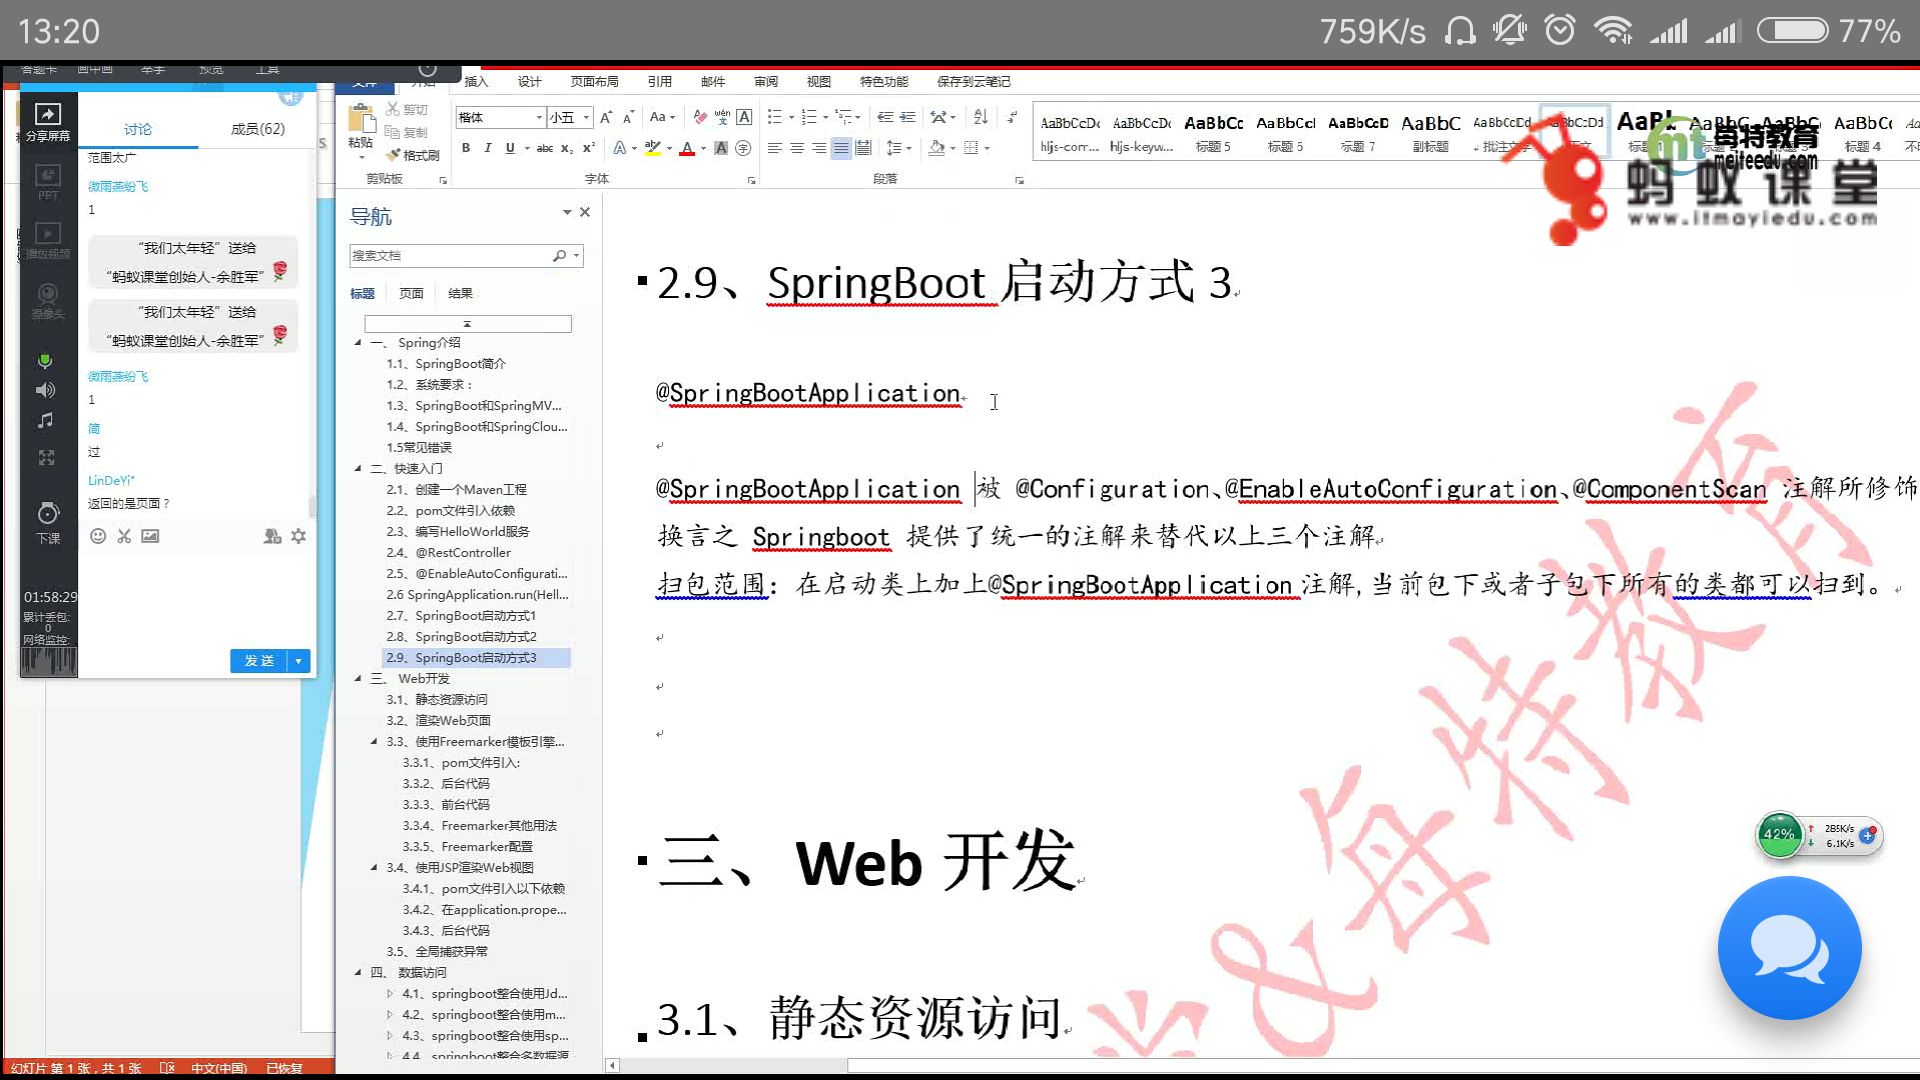 13:20
759K/s
77%
答题卡 画中画 举手 预览 工具
文件 开始 插入 设计 页面布局 引用 邮件 审阅 视图 特色功能 保存到云笔记
分享屏幕
PPT
播放视频
摄像头
下课
01:58:29
累计丢包:
0
网络监控:
讨论 成员(62)
范围太广
微雨燕纷飞
1
“我们太年轻”送给
“蚂蚁课堂创始人-余胜军”
“我们太年轻”送给
“蚂蚁课堂创始人-余胜军”
微雨燕纷飞
1
简
过
LinDeYi*
返回的是页面？
发送
粘贴
剪切
复制
格式刷
剪贴板
楷体 小五
字体
段落
AaBbCcDc AaBbCcDc AaBbCc AaBbCcI AaBbCcD AaBbC AaBbCcDd
hljs-corr... hljs-keyw... 标题 5 标题 6 标题 7 副标题 批注文字
AaBbCc
标题 4
每特教育
meiteedu.com
蚂蚁课堂
www.itmayiedu.com
导航
搜索文档
标题 页面 结果
一、 Spring介绍
1.1、SpringBoot简介
1.2、系统要求：
1.3、SpringBoot和SpringMV...
1.4、SpringBoot和SpringClou...
1.5常见错误
二、快速入门
2.1、创建一个Maven工程
2.2、pom文件引入依赖
2.3、编写HelloWorld服务
2.4、@RestController
2.5、@EnableAutoConfigurati...
2.6 SpringApplication.run(Hell...
2.7、SpringBoot启动方式1
2.8、SpringBoot启动方式2
2.9、SpringBoot启动方式3
三、 Web开发
3.1、静态资源访问
3.2、渲染Web页面
3.3、使用Freemarker模板引擎...
3.3.1、pom文件引入:
3.3.2、后台代码
3.3.3、前台代码
3.3.4、Freemarker其他用法
3.3.5、Freemarker配置
3.4、使用JSP渲染Web视图
3.4.1、pom文件引入以下依赖
3.4.2、在application.prope...
3.4.3、后台代码
3.5、全局捕获异常
四、 数据访问
4.1、springboot整合使用Jd...
4.2、springboot整合使用m...
4.3、springboot整合使用sp...
4.4、springboot整合多数据源
2.9、SpringBoot 启动方式 3
@SpringBootApplication
@SpringBootApplication 被 @Configuration、@EnableAutoConfiguration、@ComponentScan 注解所修饰
换言之 Springboot 提供了统一的注解来替代以上三个注解
扫包范围：在启动类上加上@SpringBootApplication 注解,当前包下或者子包下所有的类都可以扫到。
三、Web 开发
3.1、静态资源访问
&每特教育
42%
285K/s
6.1K/s
幻灯片 第 1 张，共 1 张 中文(中国) 已恢复